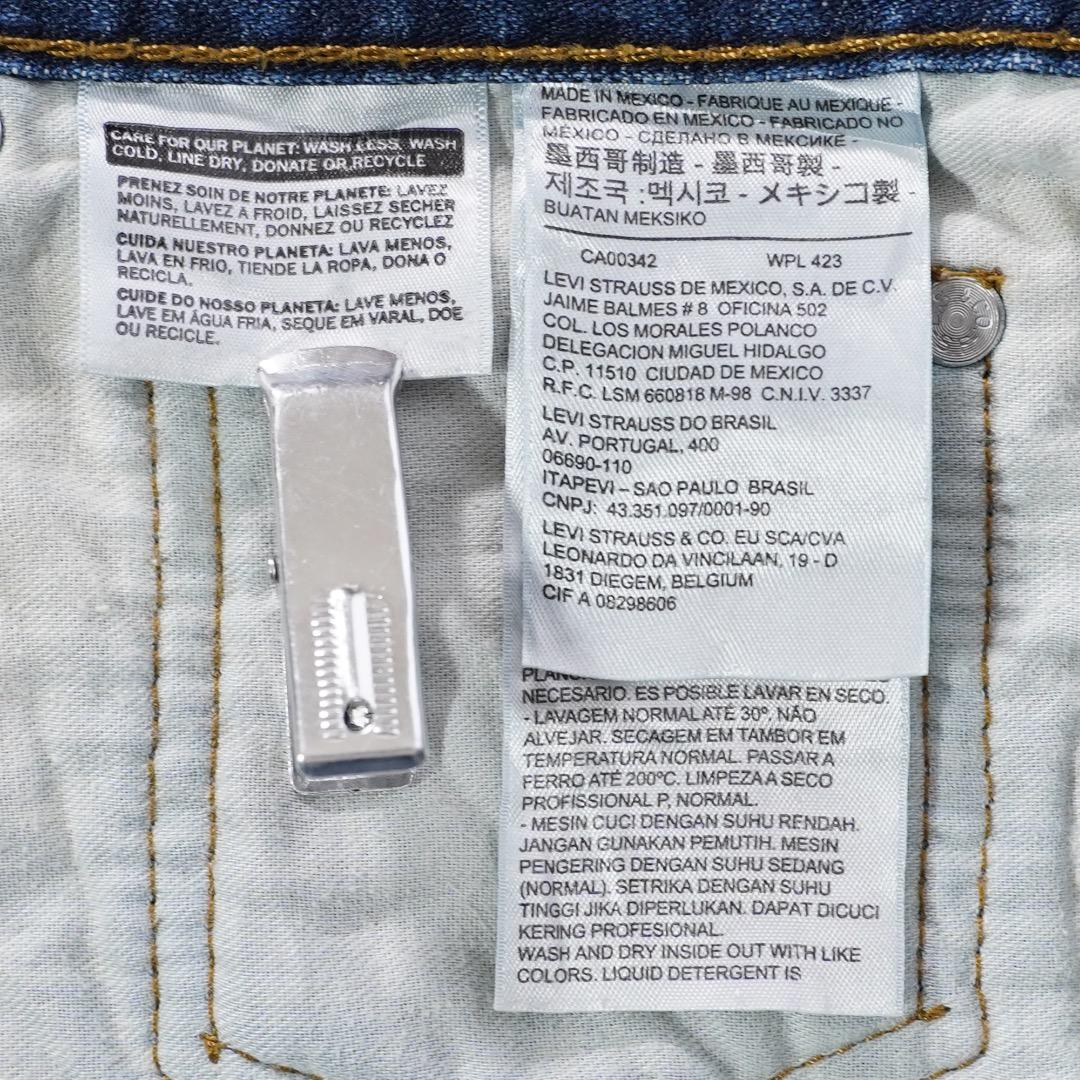 CARE FOR OUR PLANET: WASH LESS, WASH
COLD, LINE DRY, DONATE OR RECYCLE
PRENEZ SOIN DE NOTRE PLANETE: LAVEZ
MOINS, LAVEZ A FROID, LAISSEZ SECHER
NATURELLEMENT, DONNEZ OU RECYCLEZ
CUIDA NUESTRO PLANETA: LAVA MENOS,
LAVA EN FRIO, TIENDE LA ROPA, DONA O
RECICLA.
CUIDE DO NOSSO PLANETA: LAVE MENOS,
LAVE EM ÁGUA FRIA, SEQUE EM VARAL, DOE
OU RECICLE.
MADE IN MEXICO - FABRIQUE AU MEXIQUE -
FABRICADO EN MEXICO - FABRICADO NO
MÉXICO - СДЕЛАНО В МЕКСИКЕ -
墨西哥制造 - 墨西哥製 -
제조국 :멕시코 - メキシコ製 -
BUATAN MEKSIKO
CA00342 WPL 423
LEVI STRAUSS DE MEXICO, S.A. DE C.V.
JAIME BALMES # 8 OFICINA 502
COL. LOS MORALES POLANCO
DELEGACION MIGUEL HIDALGO
C.P. 11510 CIUDAD DE MEXICO
R.F.C. LSM 660818 M-98 C.N.I.V. 3337
LEVI STRAUSS DO BRASIL
AV. PORTUGAL, 400
06690-110
ITAPEVI – SAO PAULO BRASIL
CNPJ: 43.351.097/0001-90
LEVI STRAUSS & CO. EU SCA/CVA
LEONARDO DA VINCILAAN, 19 - D
1831 DIEGEM, BELGIUM
CIF A 08298606
NECESARIO. ES POSIBLE LAVAR EN SECO.
- LAVAGEM NORMAL ATÉ 30º. NÃO
ALVEJAR. SECAGEM EM TAMBOR EM
TEMPERATURA NORMAL. PASSAR A
FERRO ATÉ 200ºC. LIMPEZA A SECO
PROFISSIONAL P, NORMAL.
- MESIN CUCI DENGAN SUHU RENDAH.
JANGAN GUNAKAN PEMUTIH. MESIN
PENGERING DENGAN SUHU SEDANG
(NORMAL). SETRIKA DENGAN SUHU
TINGGI JIKA DIPERLUKAN. DAPAT DICUCI
KERING PROFESIONAL.
WASH AND DRY INSIDE OUT WITH LIKE
COLORS. LIQUID DETERGENT IS